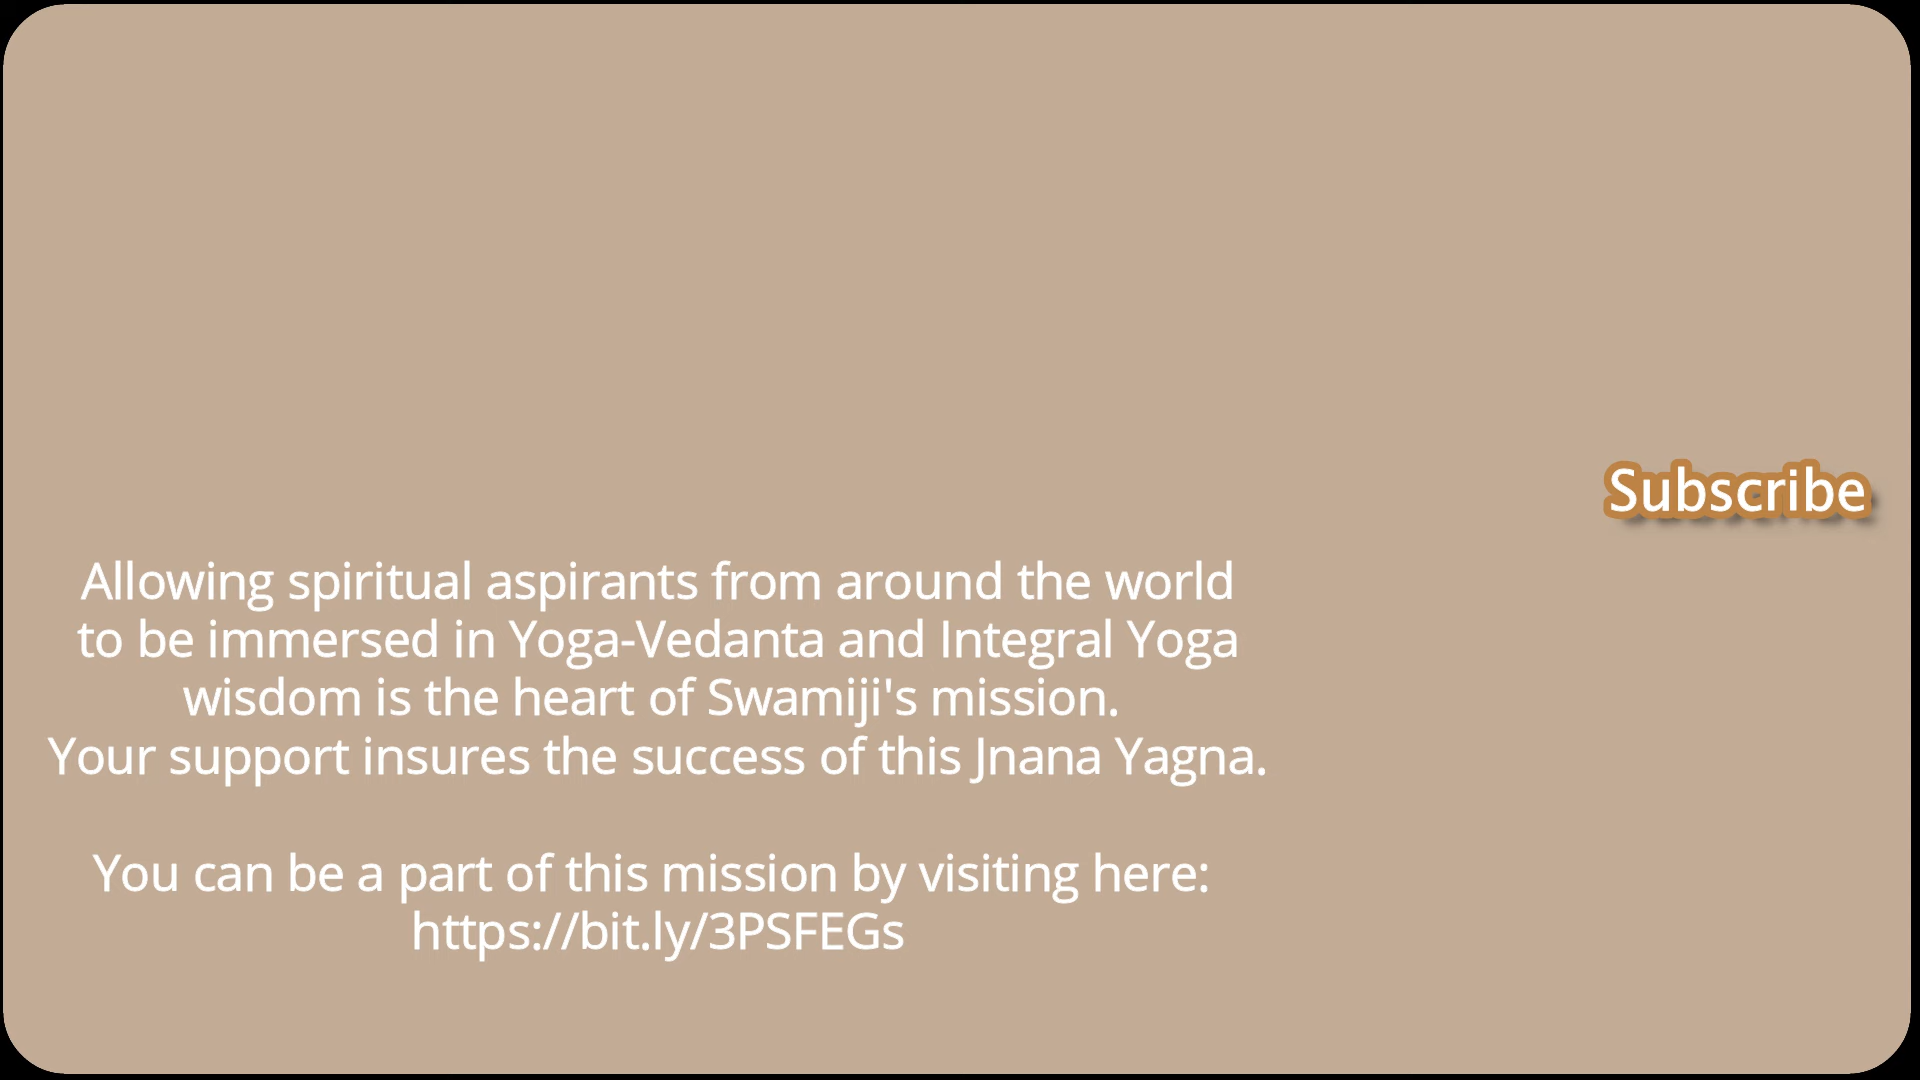 Subscribe
Allowing spiritual aspirants from around the world
to be immersed in Yoga-Vedanta and Integral Yoga
wisdom is the heart of Swamiji's mission.
Your support insures the success of this Jnana Yagna.
You can be a part of this mission by visiting here:
https://bit.ly/3PSFEGs